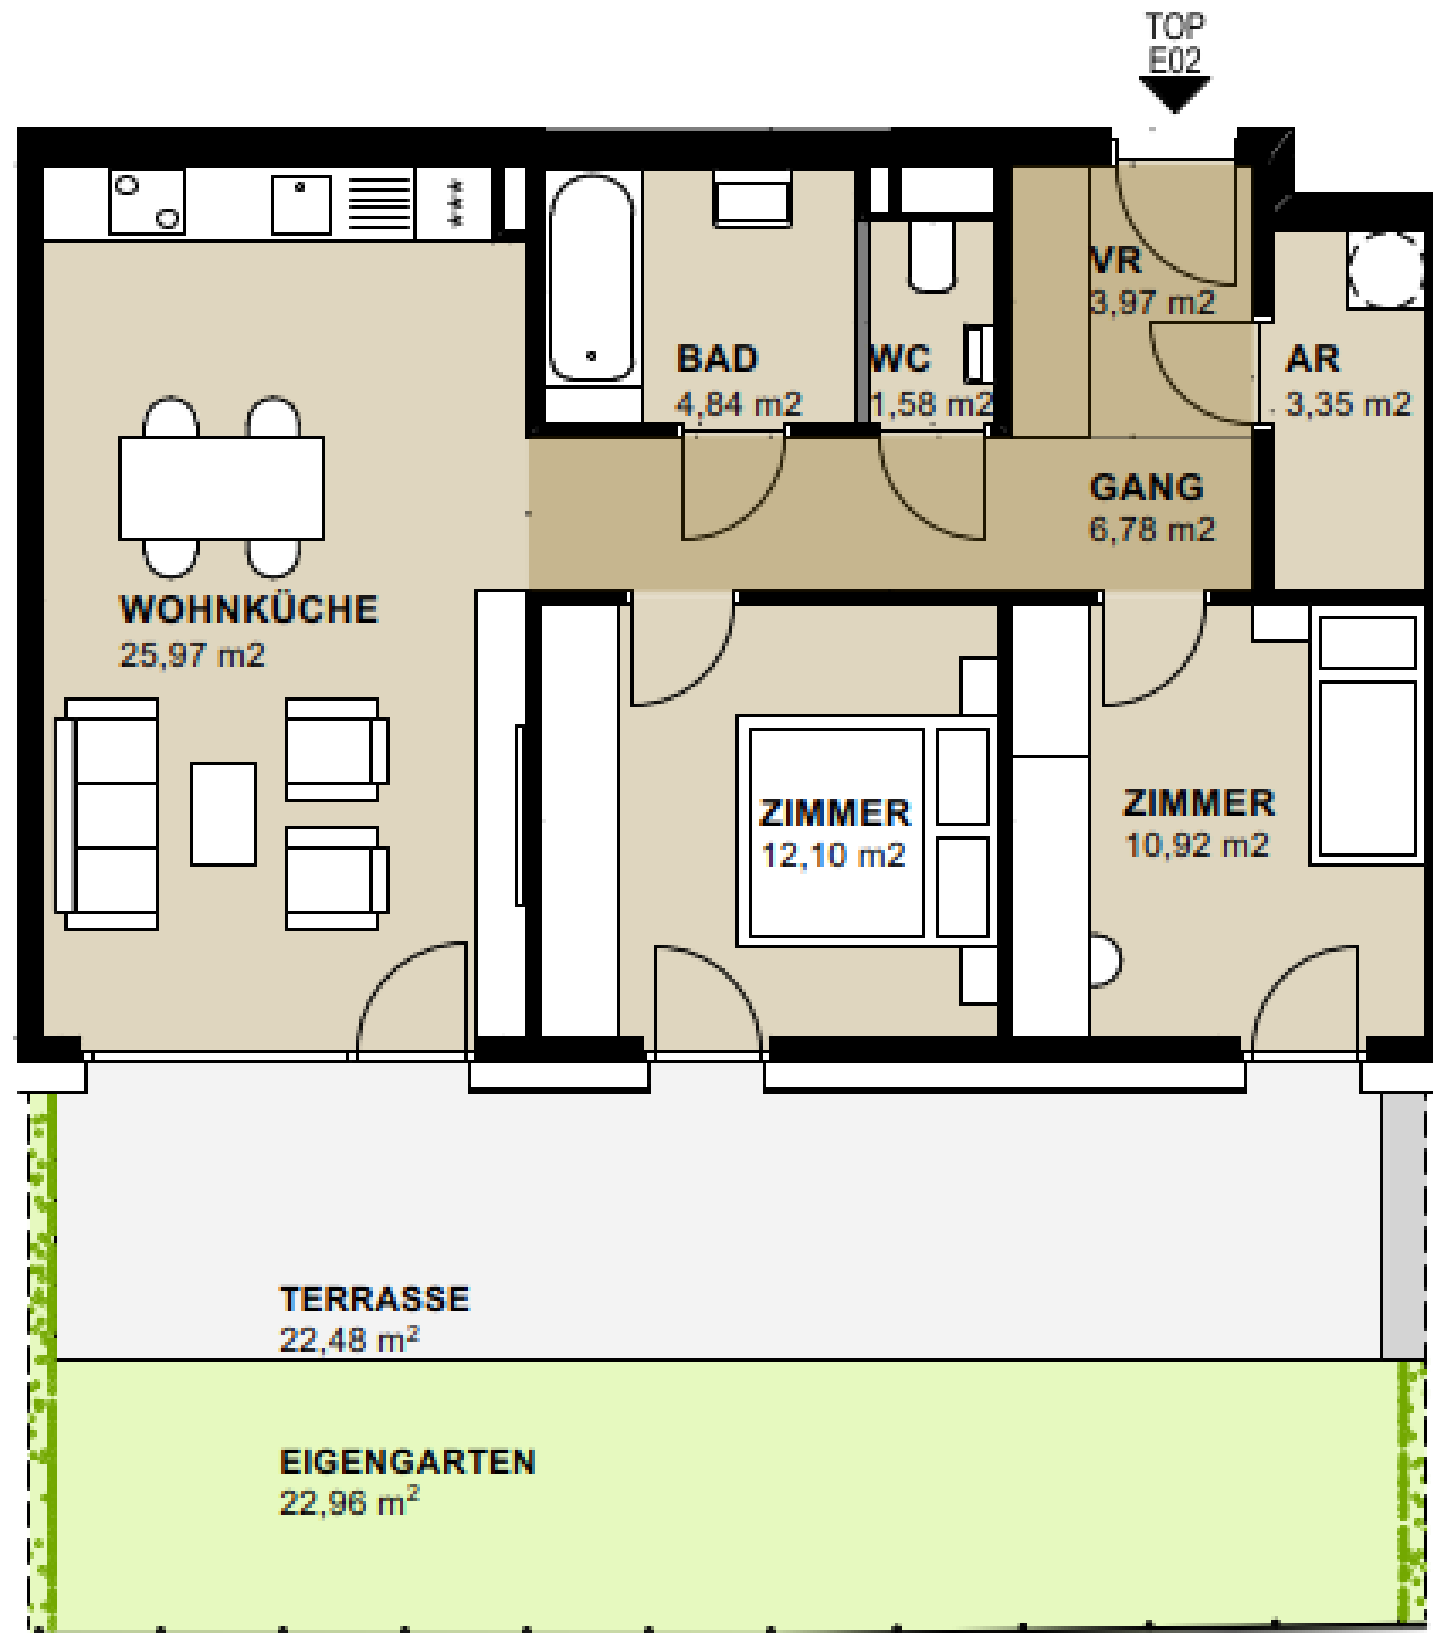 TOP
E02
VR
3,97 m2
BAD
4,84 m2
WC
1,58 m2
AR
3,35 m2
GANG
6,78 m2
WOHNKÜCHE
25,97 m2
ZIMMER
12,10 m2
ZIMMER
10,92 m2
TERRASSE
22,48 m²
EIGENGARTEN
22,96 m²